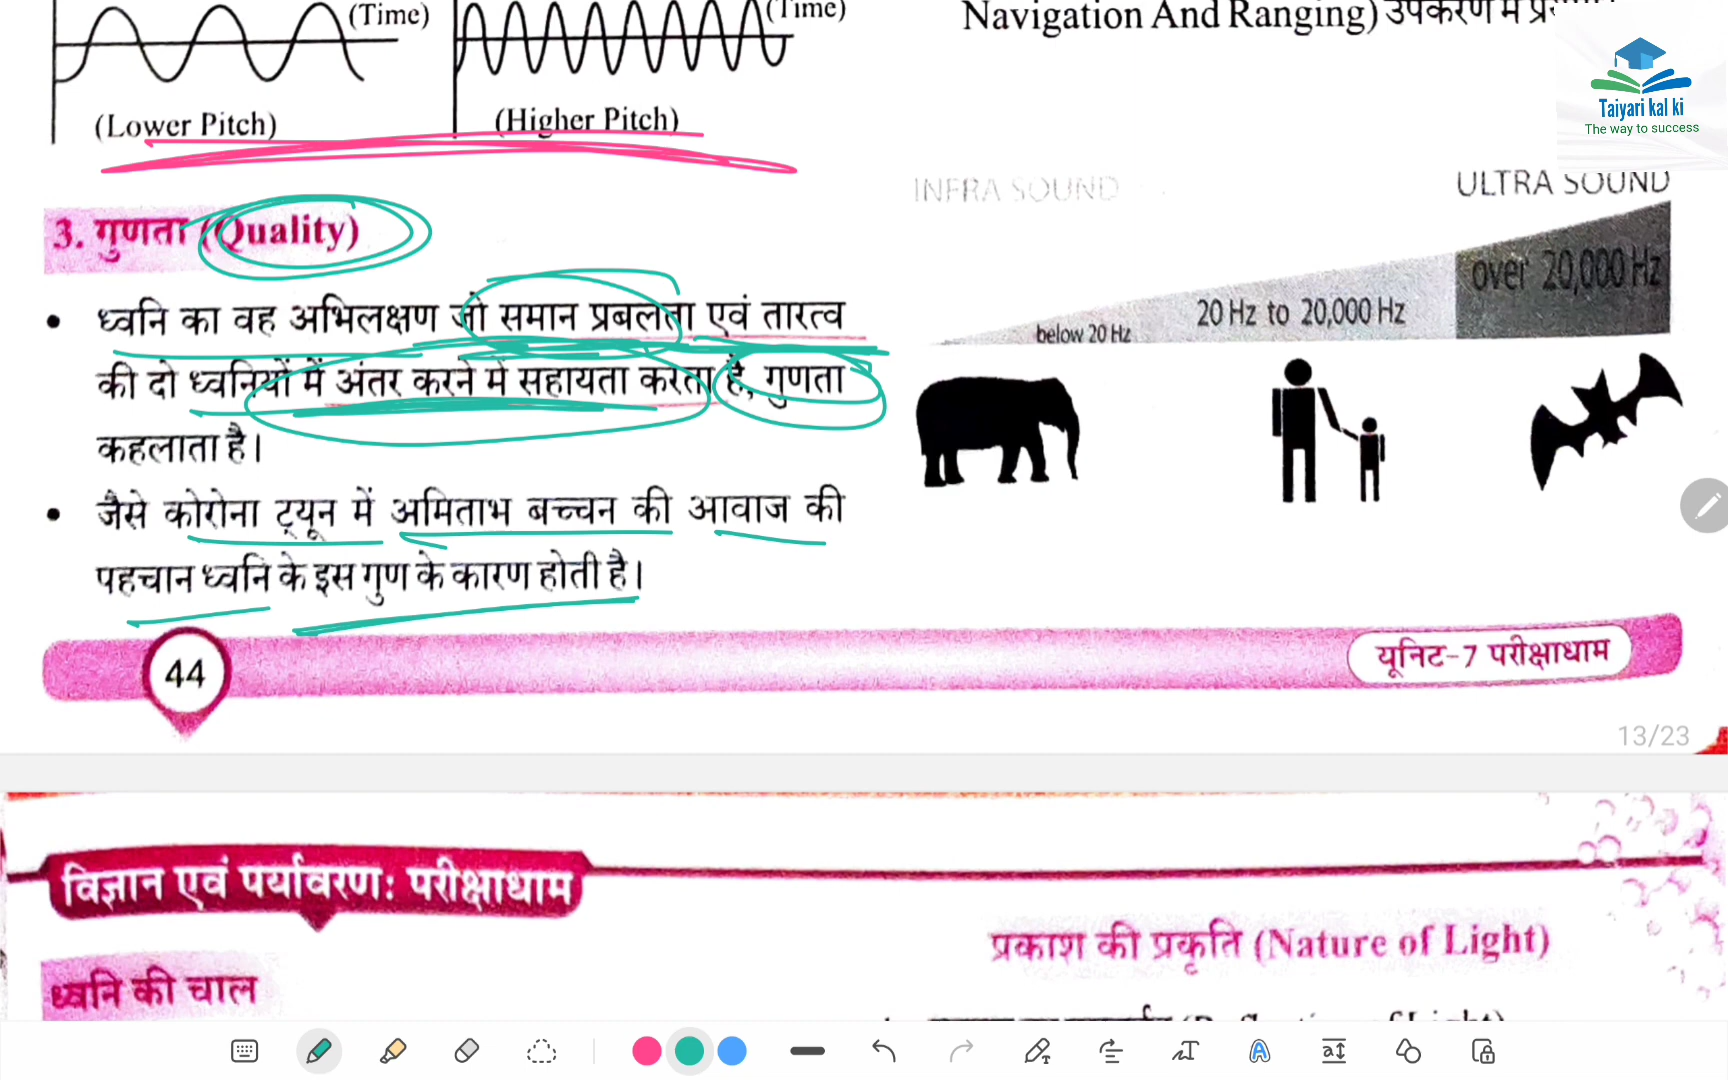 (Time)
(Time)
(Lower Pitch)
(Higher Pitch)
3. गुणता (Quality)
• ध्वनि का वह अभिलक्षण जो समान प्रबलता एवं तारत्व
की दो ध्वनियों में अंतर करने में सहायता करता है, गुणता
कहलाता है।
• जैसे कोरोना ट्यून में अमिताभ बच्चन की आवाज की
पहचान ध्वनि के इस गुण के कारण होती है।
Navigation And Ranging) उपकरण में
Taiyari kal ki
The way to success
INFRA SOUND
ULTRA SOUND
below 20 Hz
20 Hz to 20,000 Hz
over 20,000 Hz
44
यूनिट-7 परीक्षाधाम
13/23
विज्ञान एवं पर्यावरण: परीक्षाधाम
ध्वनि की चाल
प्रकाश की प्रकृति (Nature of Light)